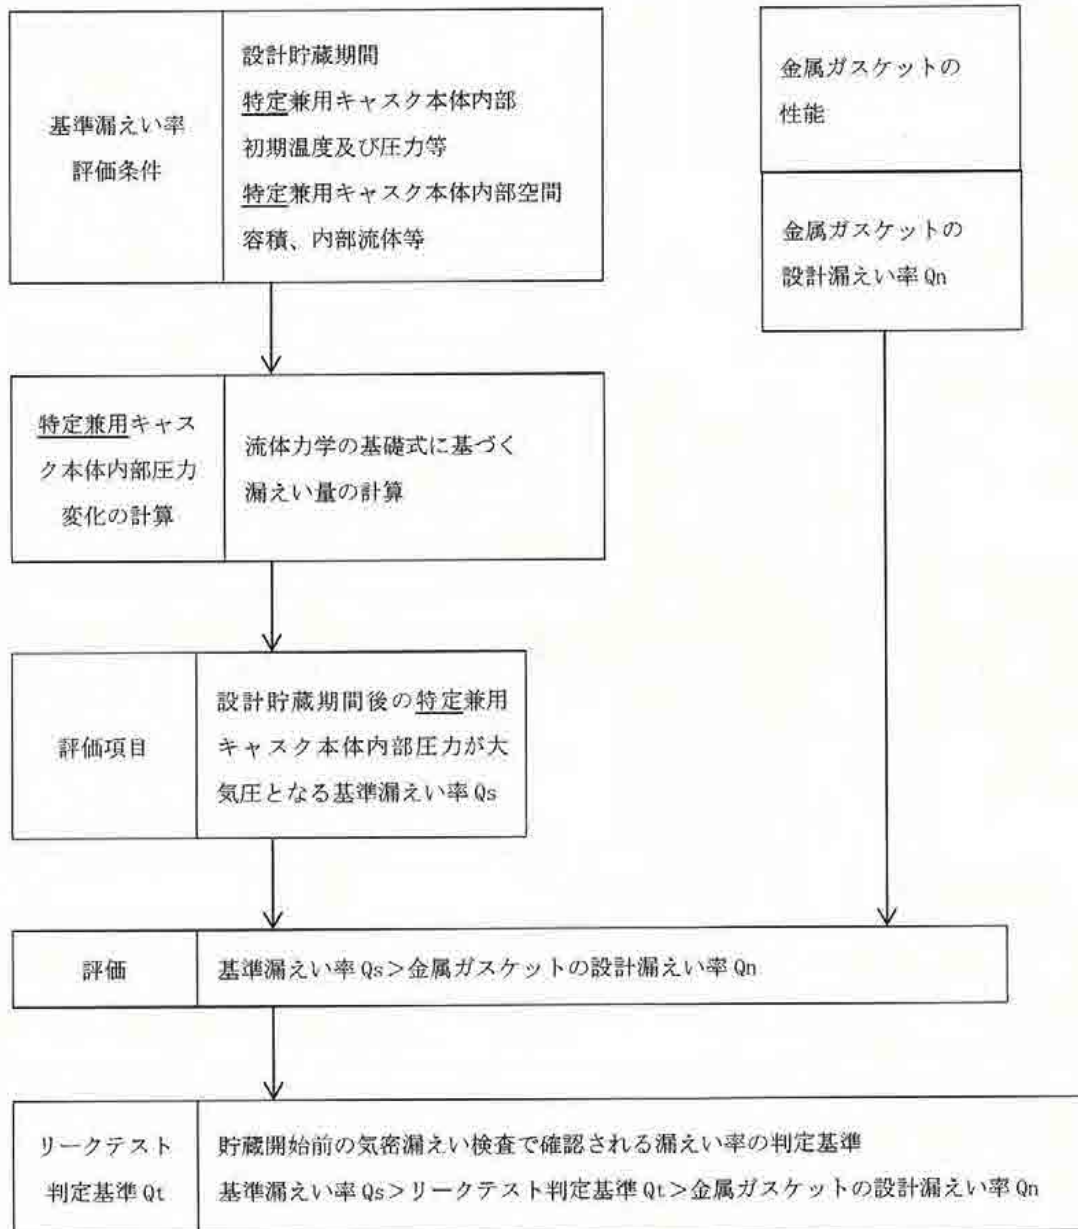 基準漏えい率
評価条件
設計貯蔵期間
特定兼用キャスク本体内部
初期温度及び圧力等
特定兼用キャスク本体内部空間
容積、内部流体等
金属ガスケットの
性能
金属ガスケットの
設計漏えい率 Qn
特定兼用キャス
ク本体内部圧力
変化の計算
流体力学の基礎式に基づく
漏えい量の計算
評価項目
設計貯蔵期間後の特定兼用
キャスク本体内部圧力が大
気圧となる基準漏えい率 Qs
評価
基準漏えい率 Qs＞金属ガスケットの設計漏えい率 Qn
リークテスト
判定基準 Qt
貯蔵開始前の気密漏えい検査で確認される漏えい率の判定基準
基準漏えい率 Qs＞リークテスト判定基準 Qt＞金属ガスケットの設計漏えい率 Qn